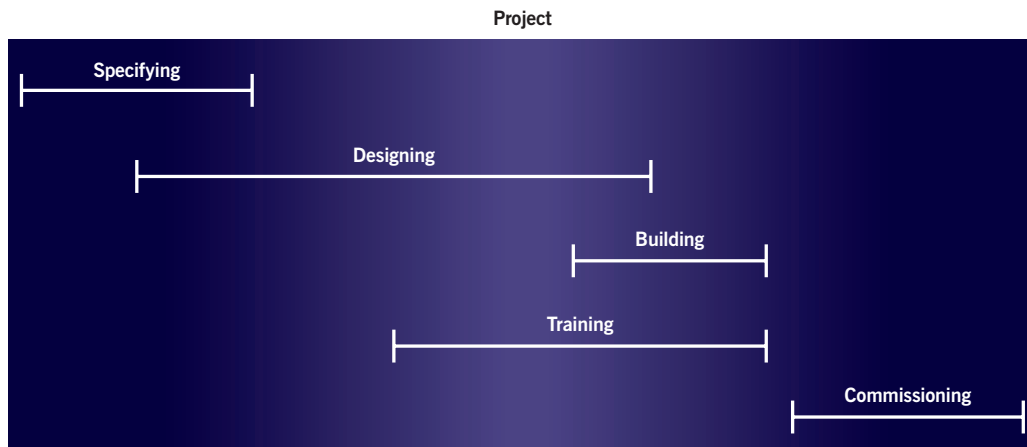 Project
Specifying
Designing
Building
Training
Commissioning